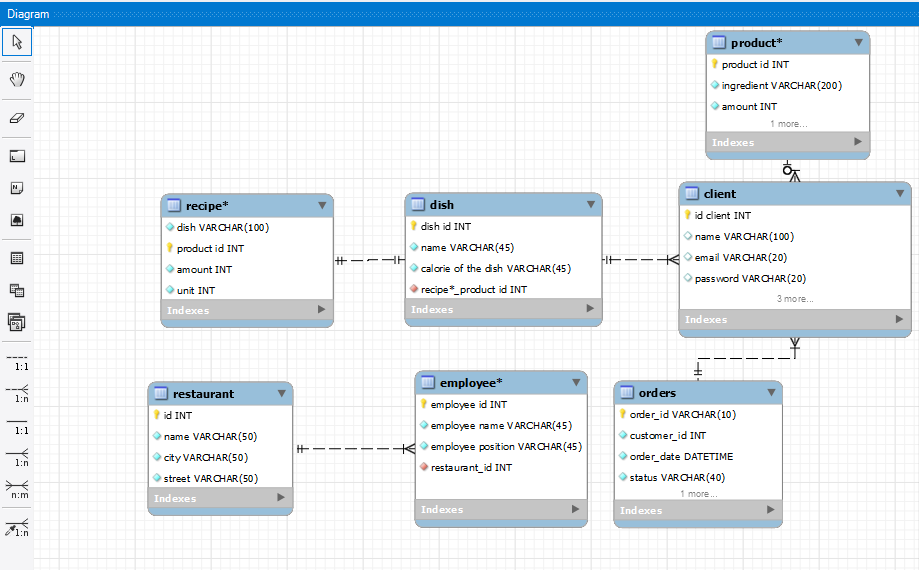 Diagram
product*
product id INT
ingredient VARCHAR(200)
amount INT
1 more...
Indexes
recipe*
dish VARCHAR(100)
product id INT
amount INT
unit INT
Indexes
dish
dish id INT
name VARCHAR(45)
calorie of the dish VARCHAR(45)
recipe*_product id INT
Indexes
client
id client INT
name VARCHAR(100)
email VARCHAR(20)
password VARCHAR(20)
3 more...
Indexes
restaurant
id INT
name VARCHAR(50)
city VARCHAR(50)
street VARCHAR(50)
Indexes
employee*
employee id INT
employee name VARCHAR(45)
employee position VARCHAR(45)
restaurant_id INT
Indexes
orders
order_id VARCHAR(10)
customer_id INT
order_date DATETIME
status VARCHAR(40)
1 more...
Indexes
1:1
1:n
1:1
1:n
n:m
1:n